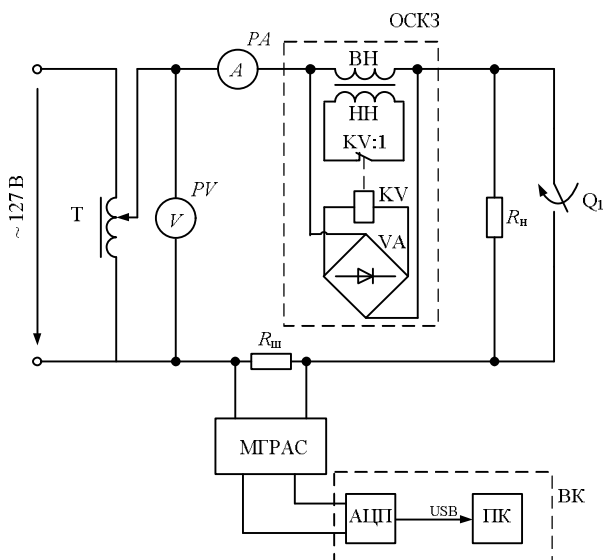 ОСКЗ
PA
A
ВН
НН
KV:1
KV
VA
~ 127 В
Т
PV
V
Rн
Q1
Rш
МГРАС
ВК
АЦП
USB
ПК